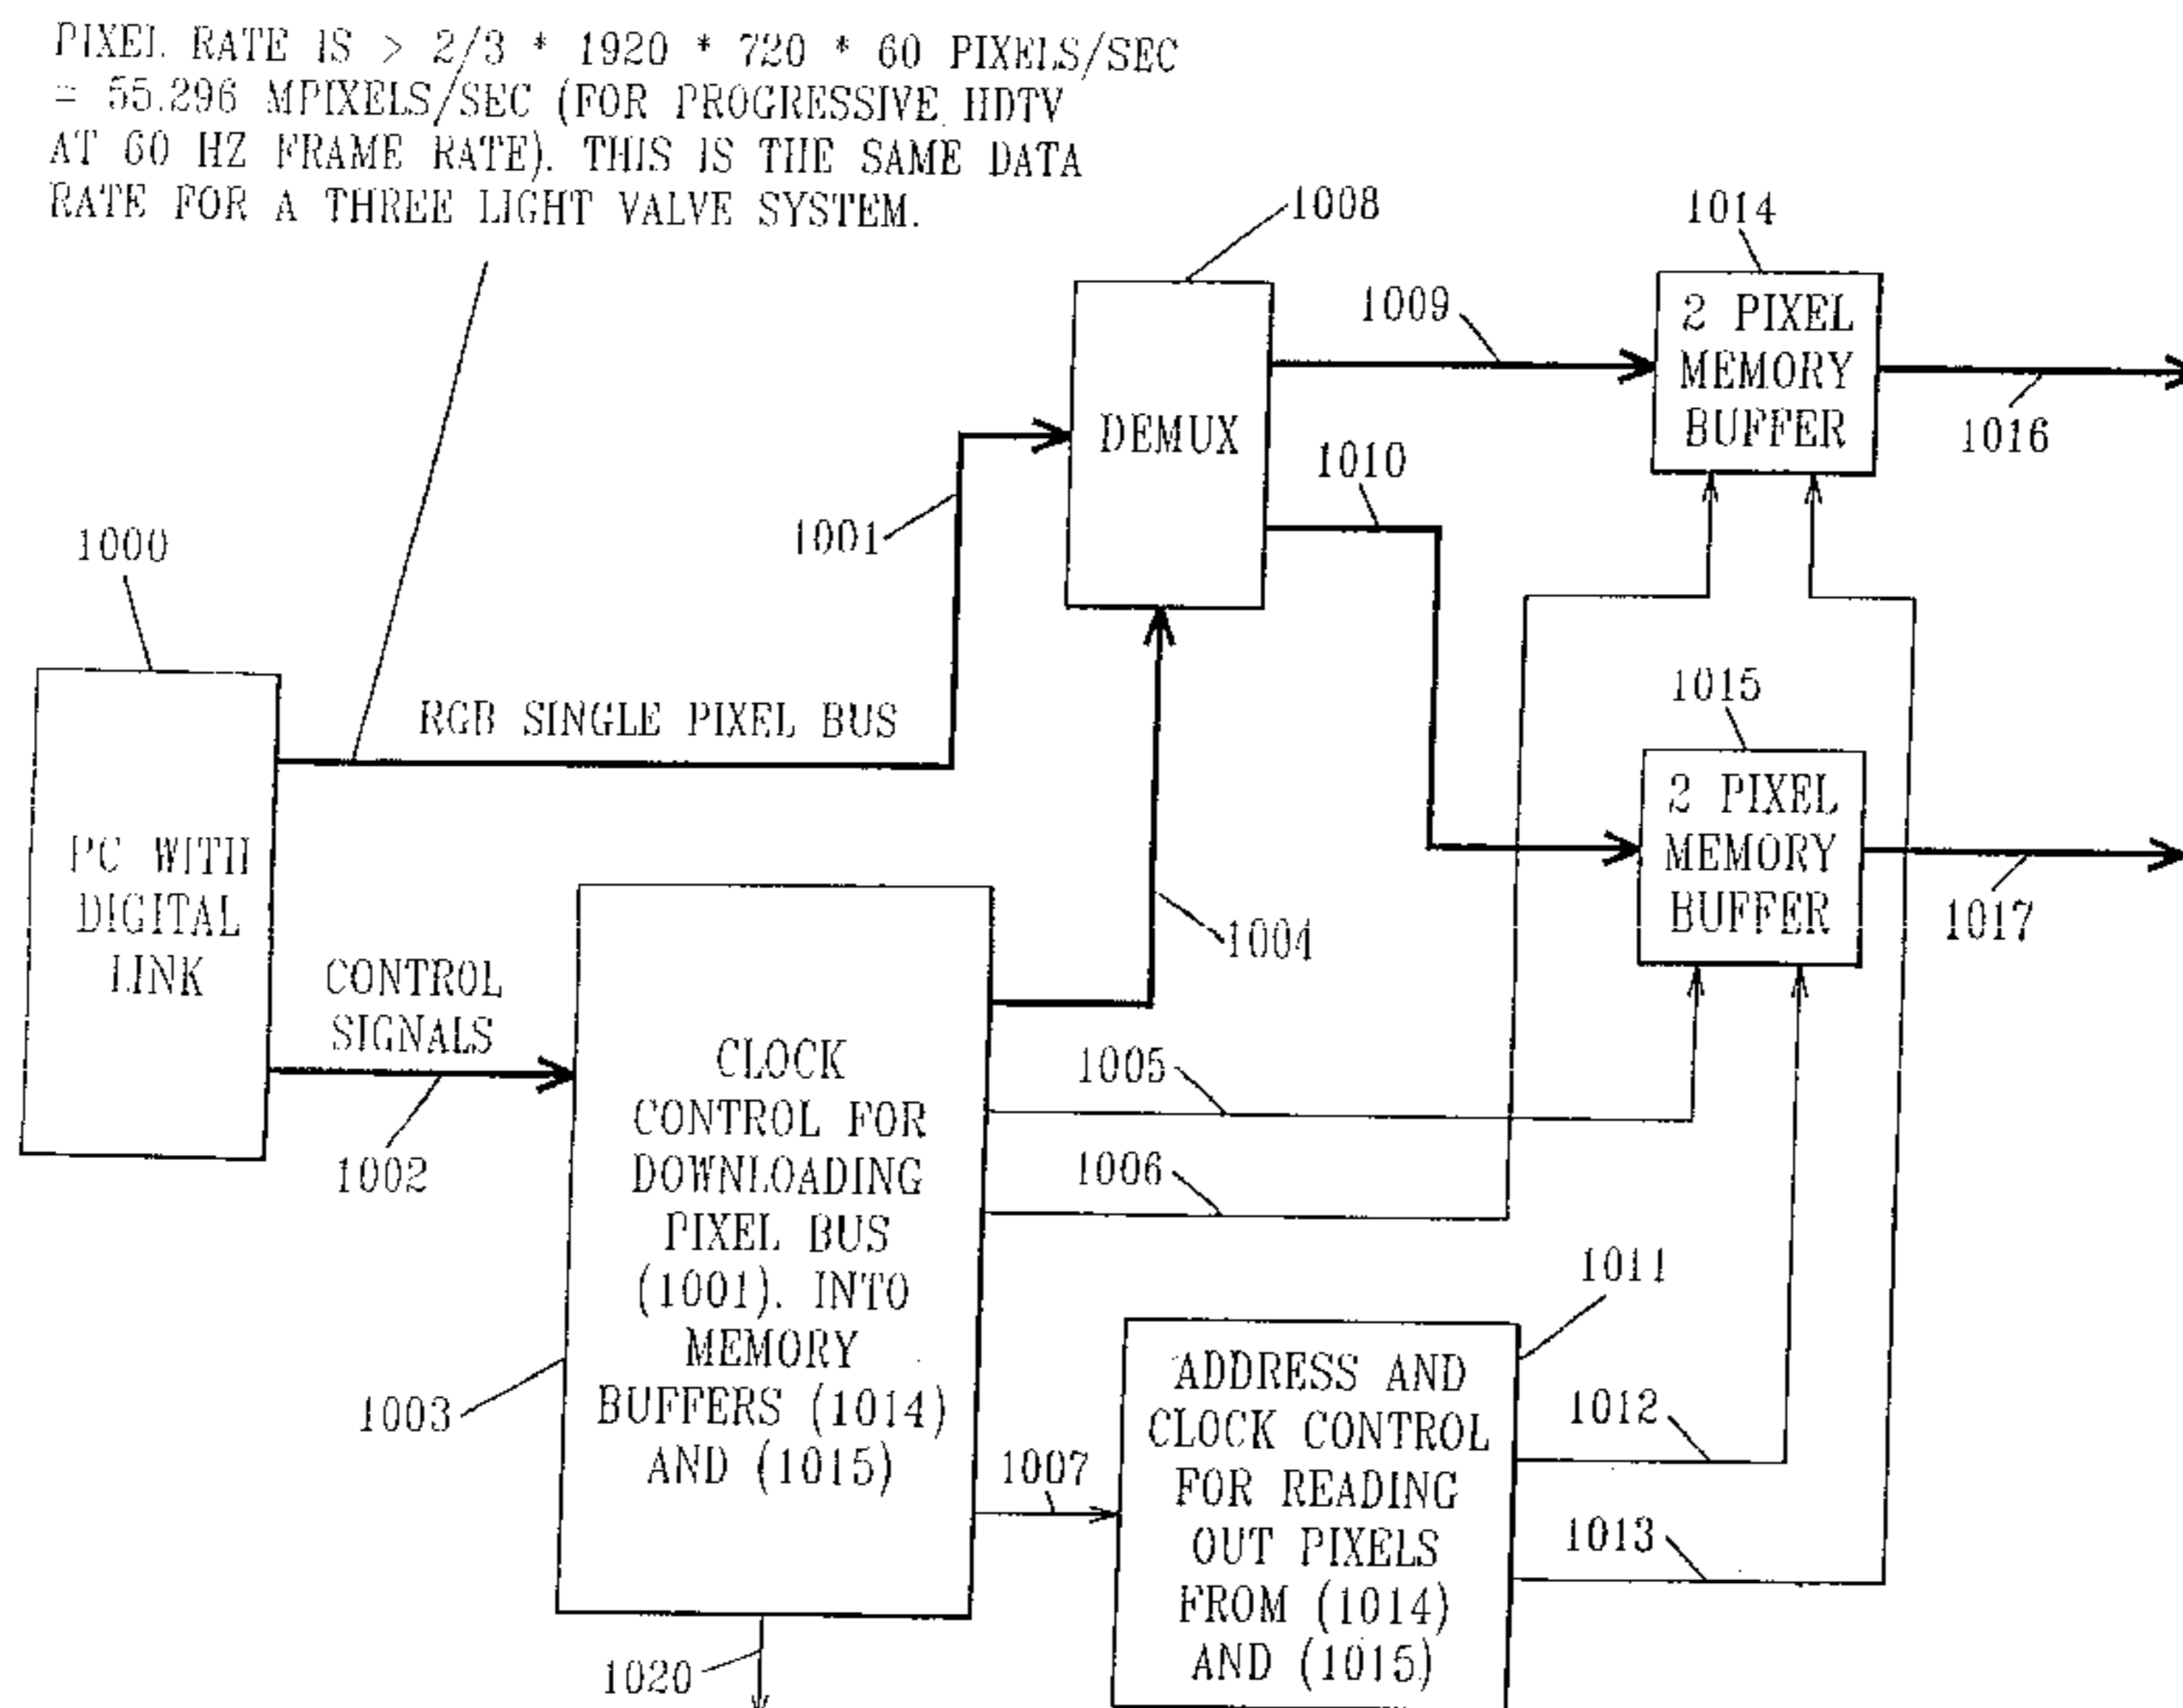 PIXEL RATE IS > 2/3 * 1920 * 720 * 60 PIXELS/SEC
= 55.296 MPIXELS/SEC (FOR PROGRESSIVE HDTV
AT 60 HZ FRAME RATE). THIS IS THE SAME DATA
RATE FOR A THREE LIGHT VALVE SYSTEM.
1008
1014
1009
2 PIXEL
MEMORY
BUFFER
1016
DEMUX
1010
1001
1000
1015
RGB SINGLE PIXEL BUS
2 PIXEL
MEMORY
BUFFER
1017
PC WITH
DIGITAL
LINK
1004
CONTROL
SIGNALS
1002
CLOCK
CONTROL FOR
DOWNLOADING
PIXEL BUS
(1001). INTO
MEMORY
BUFFERS (1014)
AND (1015)
1005
1006
1003
1011
ADDRESS AND
CLOCK CONTROL
FOR READING
OUT PIXELS
FROM (1014)
AND (1015)
1012
1007
1013
1020